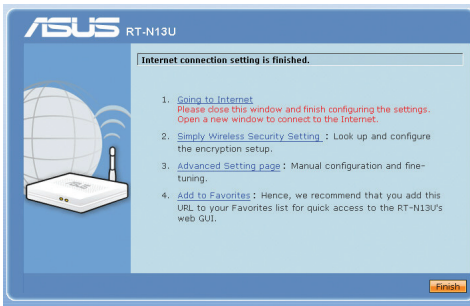 ASUS RT-N13U
Internet connection setting is finished.
1. Going to Internet
Please close this window and finish configuring the settings.
Open a new window to connect to the Internet.
2. Simply Wireless Security Setting : Look up and configure
the encryption setup.
3. Advanced Setting page : Manual configuration and fine-
tuning.
4. Add to Favorites : Hence, we recommend that you add this
URL to your Favorites list for quick access to the RT-N13U's
web GUI.
ASUS
Finish